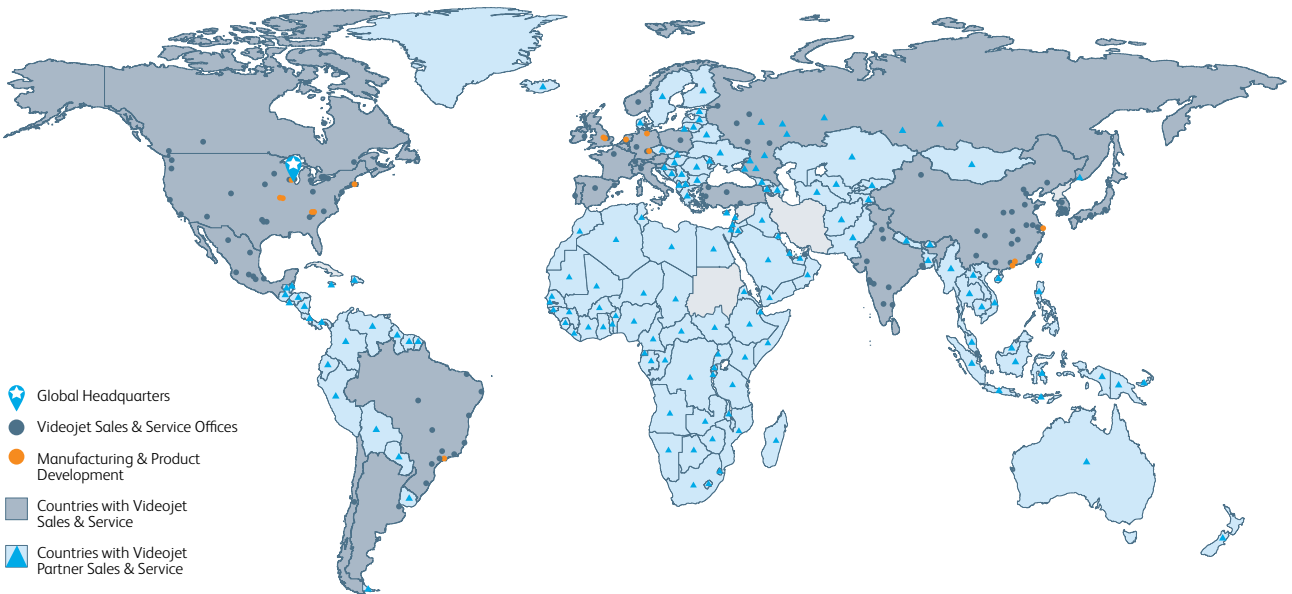 Global Headquarters
Videojet Sales & Service Offices
Manufacturing & Product
Development
Countries with Videojet
Sales & Service
Countries with Videojet
Partner Sales & Service